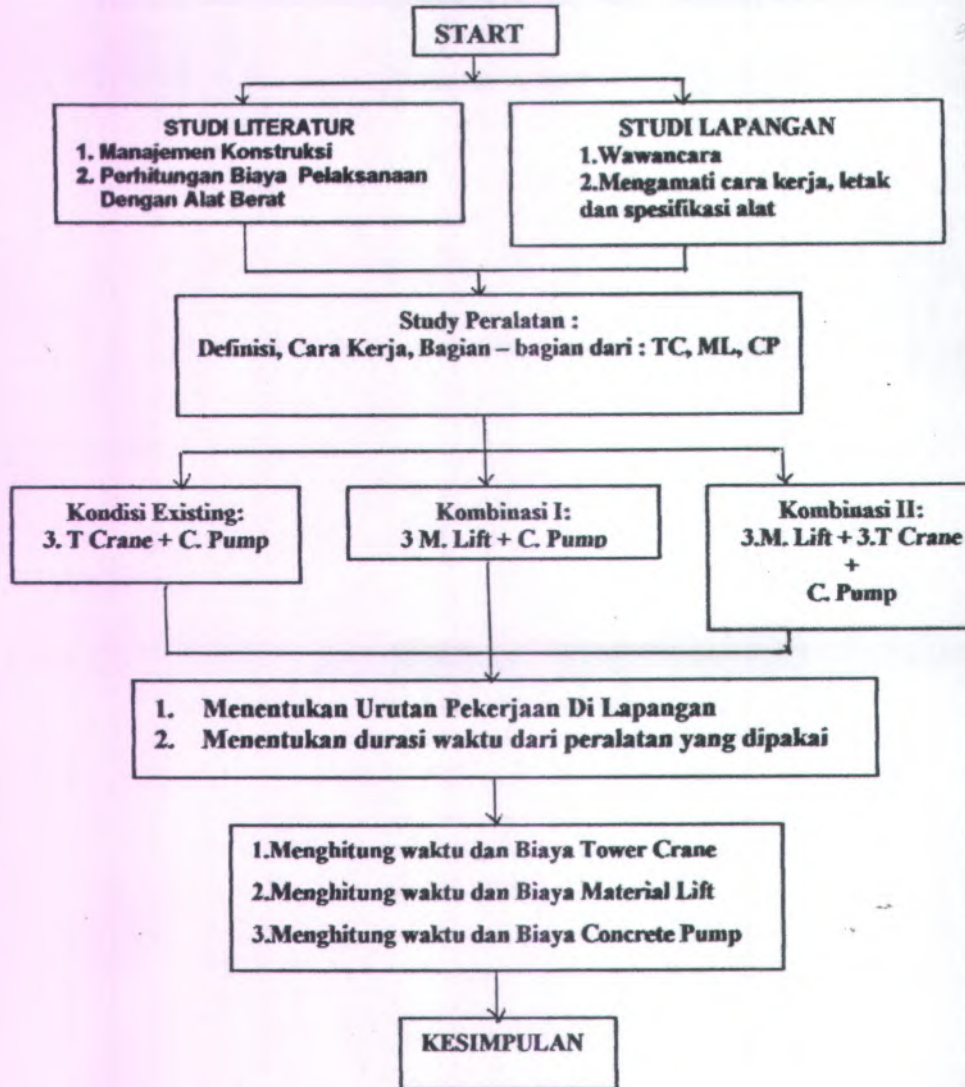 START
STUDI LITERATUR
1. Manajemen Konstruksi
2. Perhitungan Biaya Pelaksanaan
Dengan Alat Berat
STUDI LAPANGAN
1.Wawancara
2.Mengamati cara kerja, letak
dan spesifikasi alat
Study Peralatan :
Definisi, Cara Kerja, Bagian – bagian dari : TC, ML, CP
Kondisi Existing:
3. T Crane + C. Pump
Kombinasi I:
3 M. Lift + C. Pump
Kombinasi II:
3.M. Lift + 3.T Crane
+
C. Pump
1. Menentukan Urutan Pekerjaan Di Lapangan
2. Menentukan durasi waktu dari peralatan yang dipakai
1.Menghitung waktu dan Biaya Tower Crane
2.Menghitung waktu dan Biaya Material Lift
3.Menghitung waktu dan Biaya Concrete Pump
KESIMPULAN